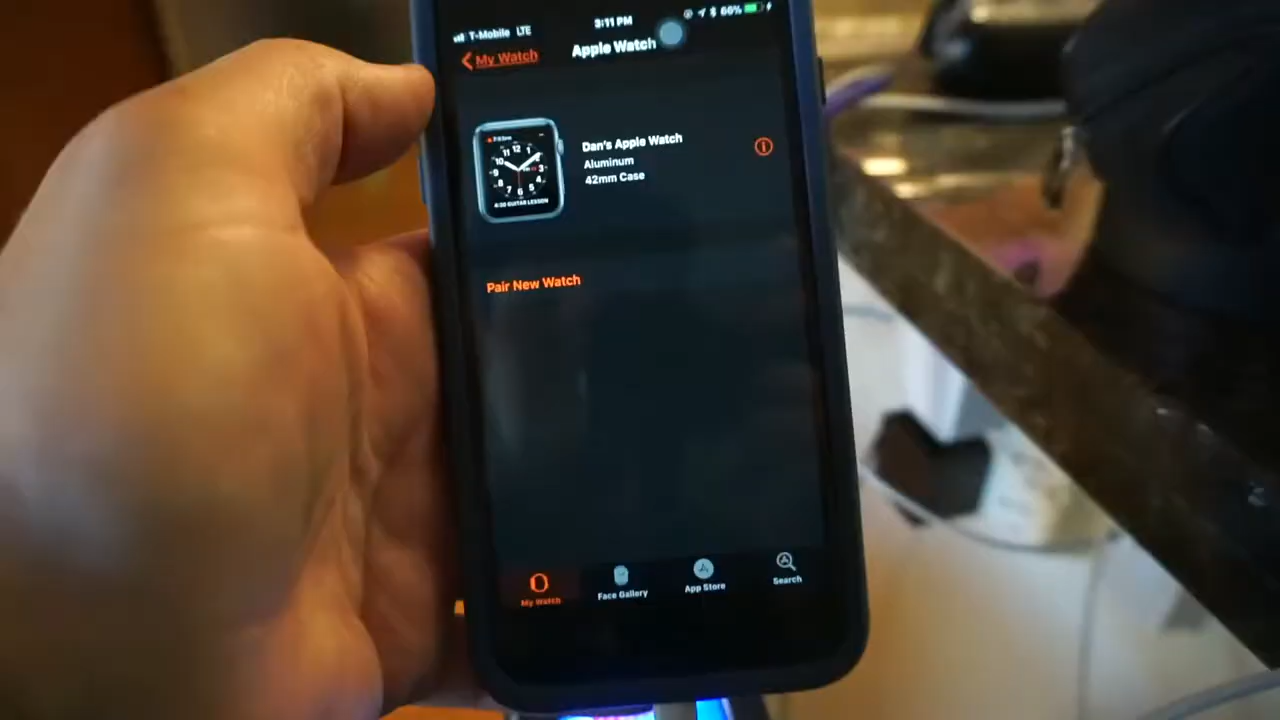 T-Mobile LTE 3:11 PM 60%
My Watch Apple Watch
Dan's Apple Watch
Aluminum
42mm Case
Pair New Watch
My Watch Face Gallery App Store Search